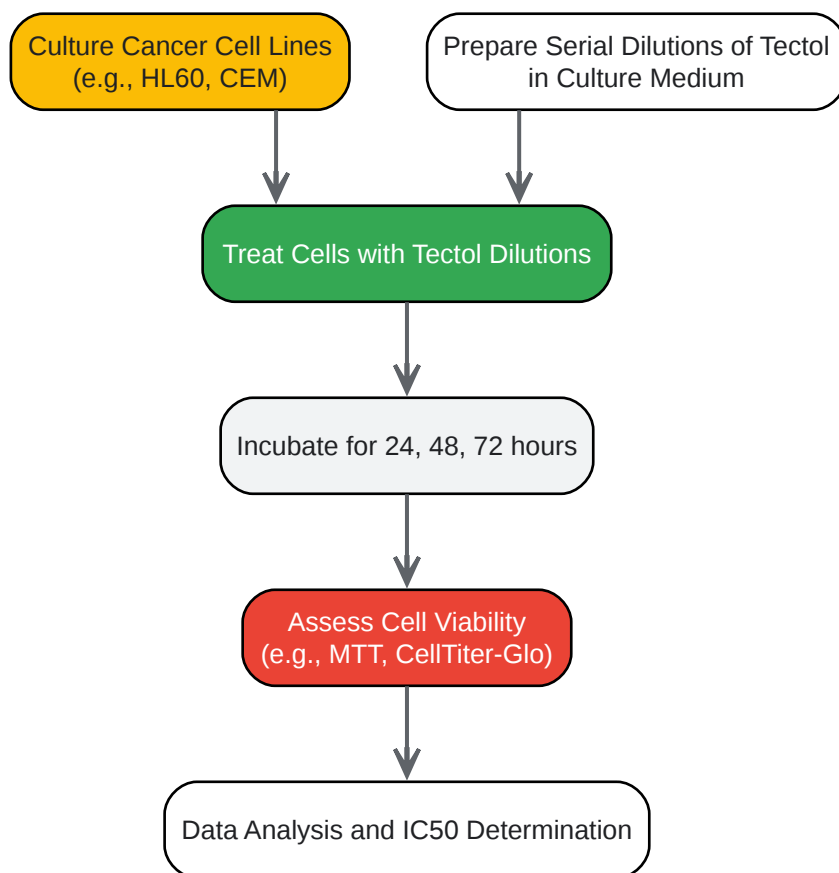 Culture Cancer Cell Lines
(e.g., HL60, CEM)
Prepare Serial Dilutions of Tectol
in Culture Medium
Treat Cells with Tectol Dilutions
Incubate for 24, 48, 72 hours
Assess Cell Viability
(e.g., MTT, CellTiter-Glo)
Data Analysis and IC50 Determination